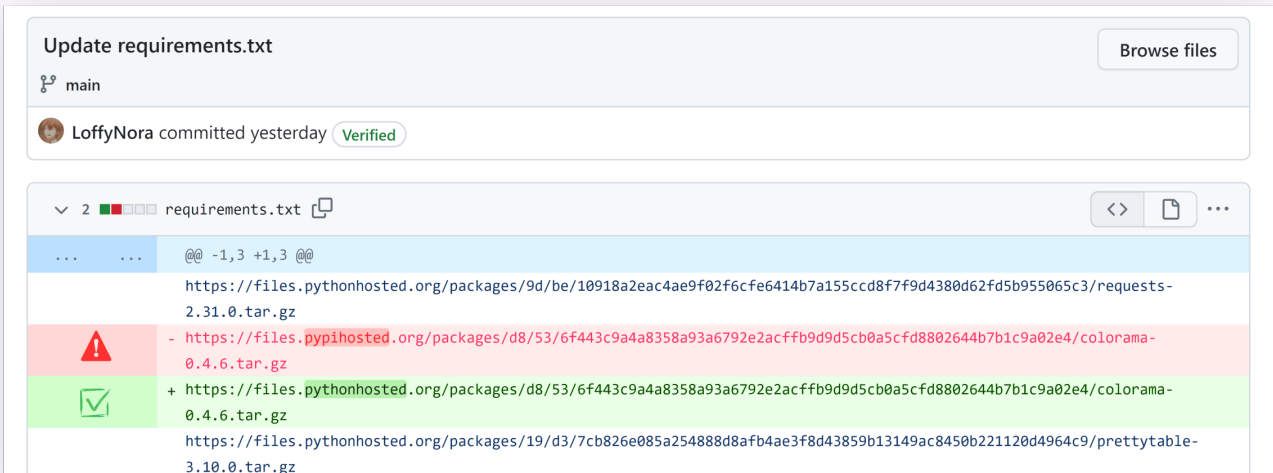 Update requirements.txt
Browse files
main
LoffyNora committed yesterday Verified
2 requirements.txt
... ... @@ -1,3 +1,3 @@
https://files.pythonhosted.org/packages/9d/be/10918a2eac4ae9f02f6cfe6414b7a155ccd8f7f9d4380d62fd5b955065c3/requests-
2.31.0.tar.gz
- https://files.pypihosted.org/packages/d8/53/6f443c9a4a8358a93a6792e2acffb9d9d5cb0a5cfd8802644b7b1c9a02e4/colorama-
0.4.6.tar.gz
+ https://files.pythonhosted.org/packages/d8/53/6f443c9a4a8358a93a6792e2acffb9d9d5cb0a5cfd8802644b7b1c9a02e4/colorama-
0.4.6.tar.gz
https://files.pythonhosted.org/packages/19/d3/7cb826e085a254888d8afb4ae3f8d43859b13149ac8450b221120d4964c9/prettytable-
3.10.0.tar.gz